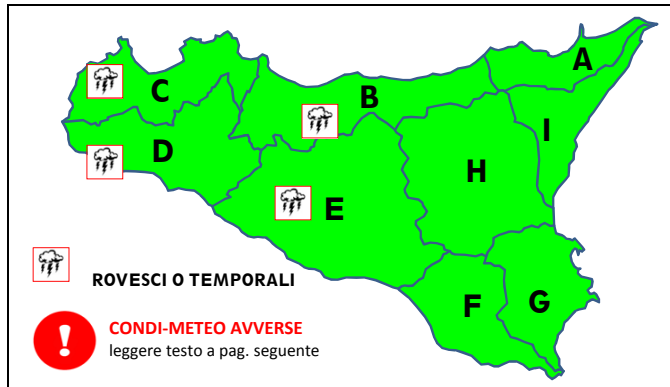 A
C
B
I
D
H
E
F
G
ROVESCI O TEMPORALI
CONDI-METEO AVVERSE
leggere testo a pag. seguente
!